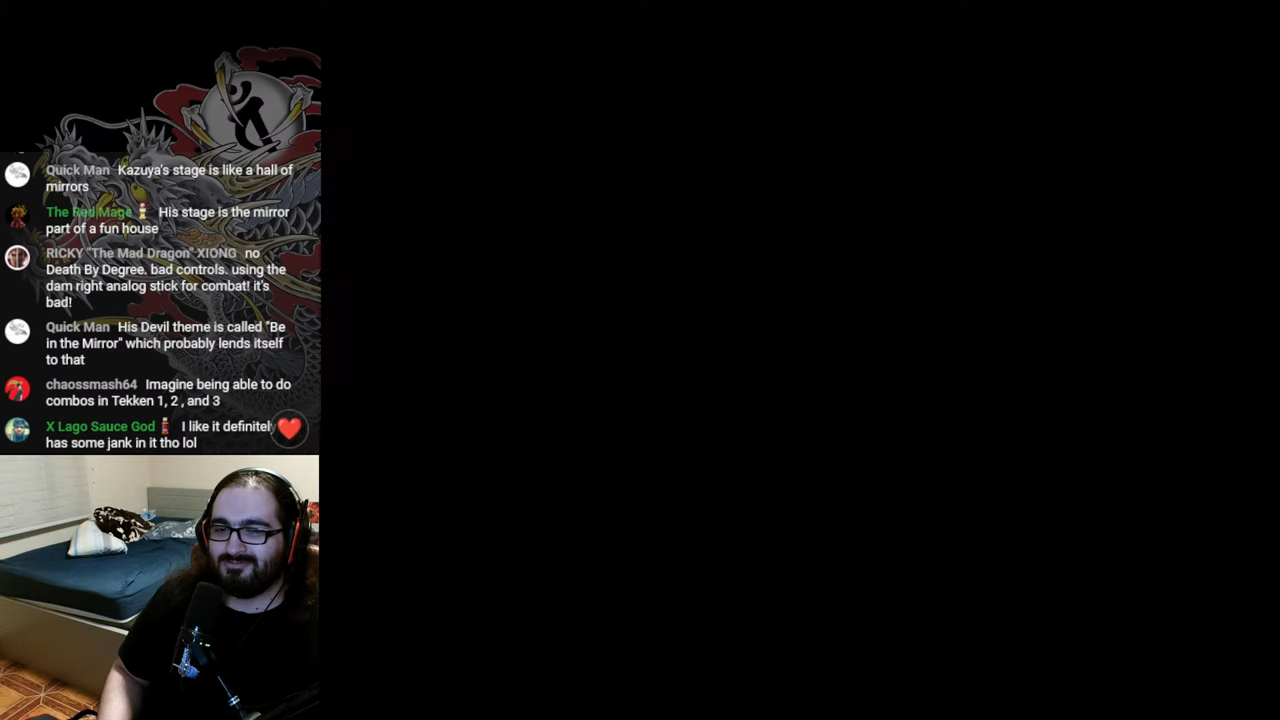 Quick Man Kazuya's stage is like a hall of
mirrors
The Red Mage His stage is the mirror
part of a fun house
RICKY "The Mad Dragon" XIONG no
Death By Degree. bad controls. using the
dam right analog stick for combat! it's
bad!
Quick Man His Devil theme is called "Be
in the Mirror" which probably lends itself
to that
chaossmash64 Imagine being able to do
combos in Tekken 1, 2 , and 3
X Lago Sauce God I like it definitely
has some jank in it tho lol